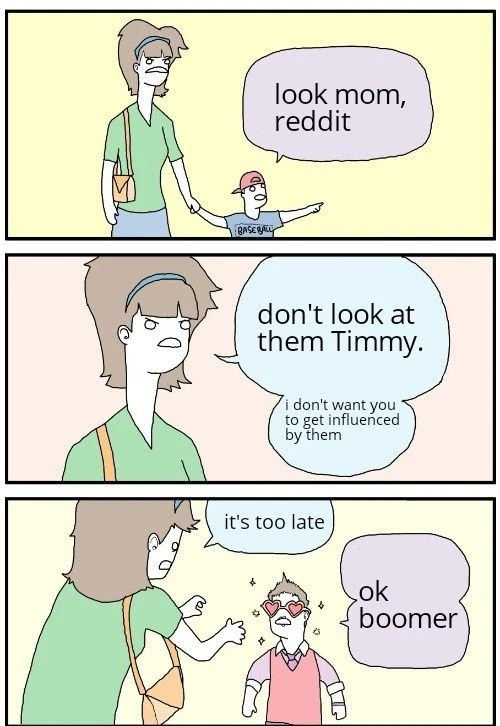 look mom,
reddit
BASEBALL
don't look at
them Timmy.
i don't want you
to get influenced
by them
it's too late
ok
boomer